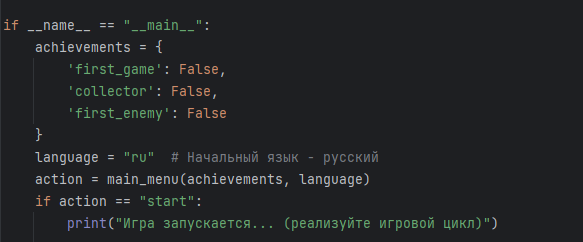 if __name__ == "__main__":
    achievements = {
        'first_game': False,
        'collector': False,
        'first_enemy': False
    }
    language = "ru"  # Начальный язык - русский
    action = main_menu(achievements, language)
    if action == "start":
        print("Игра запускается... (реализуйте игровой цикл)")